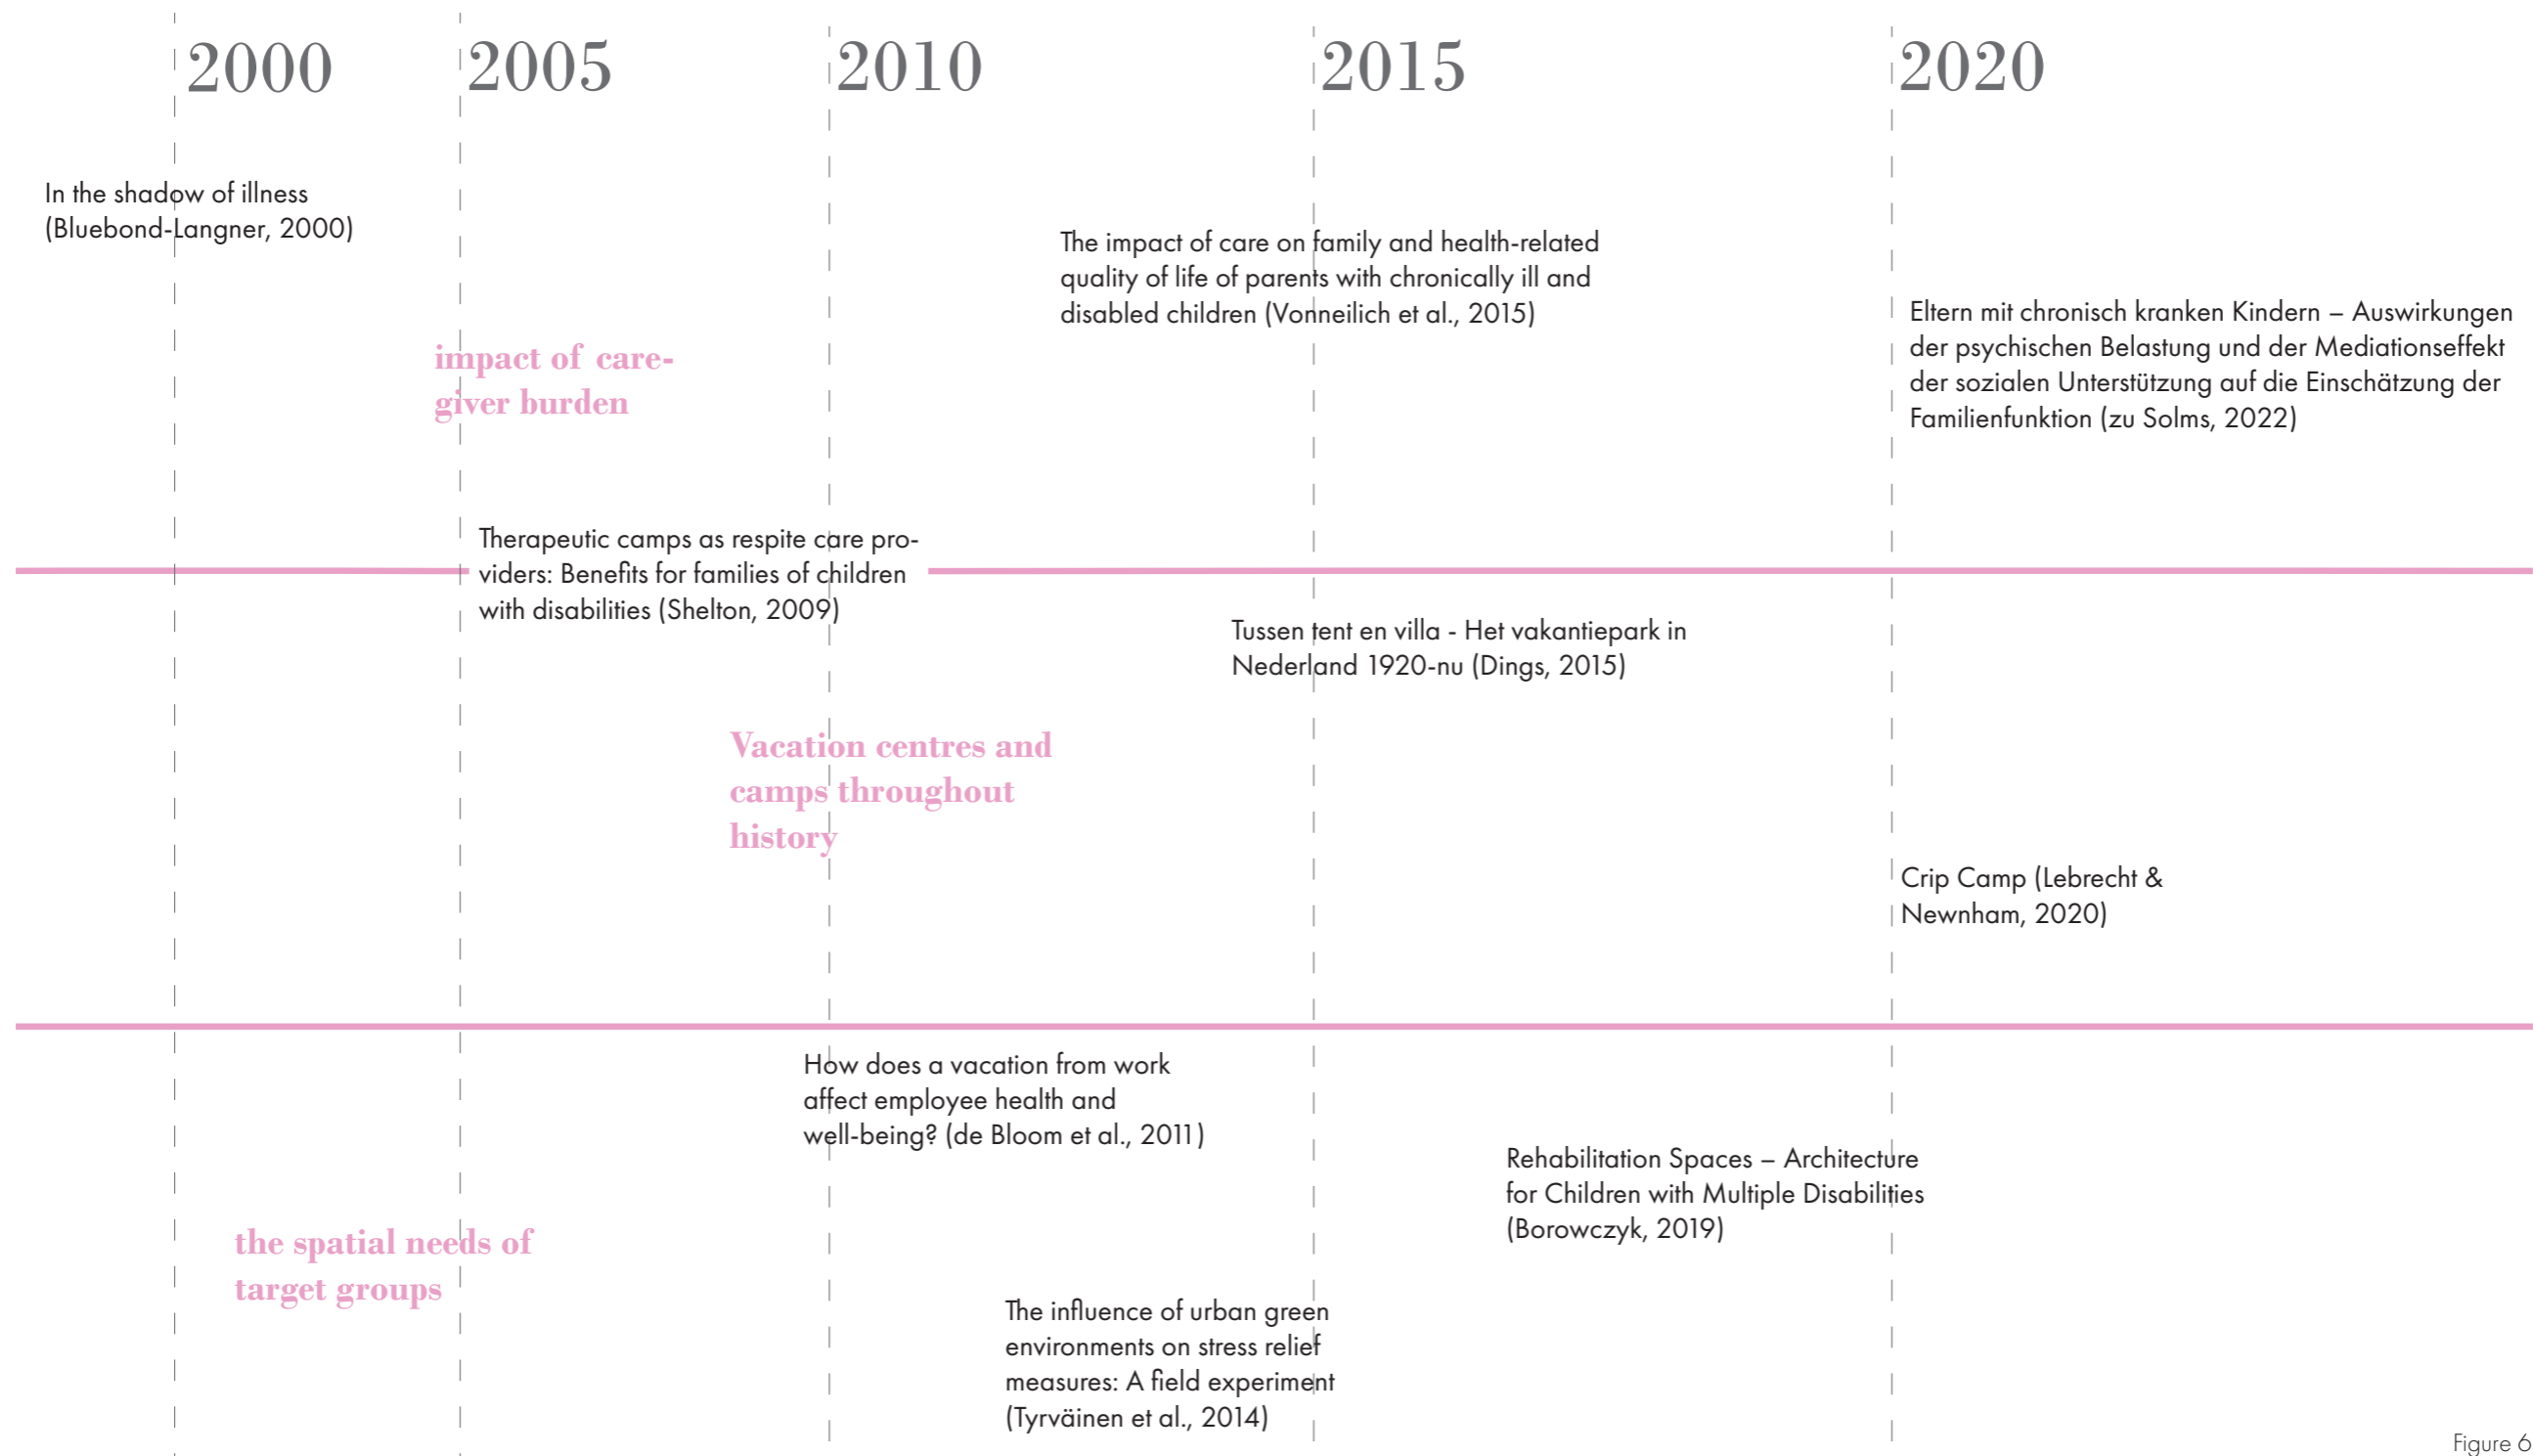 2000
2005
2010
2015
2020
In the shadow of illness
(Bluebond-Langner, 2000)
The impact of care on family and health-related
quality of life of parents with chronically ill and
disabled children (Vonneilich et al., 2015)
Eltern mit chronisch kranken Kindern – Auswirkungen
der psychischen Belastung und der Mediationseffekt
der sozialen Unterstützung auf die Einschätzung der
Familienfunktion (zu Solms, 2022)
impact of care-
giver burden
Therapeutic camps as respite care pro-
viders: Benefits for families of children
with disabilities (Shelton, 2009)
Tussen tent en villa - Het vakantiepark in
Nederland 1920-nu (Dings, 2015)
Vacation centres and
camps throughout
history
Crip Camp (Lebrecht &
Newnham, 2020)
How does a vacation from work
affect employee health and
well-being? (de Bloom et al., 2011)
Rehabilitation Spaces – Architecture
for Children with Multiple Disabilities
(Borowczyk, 2019)
the spatial needs of
target groups
The influence of urban green
environments on stress relief
measures: A field experiment
(Tyrväinen et al., 2014)
Figure 6